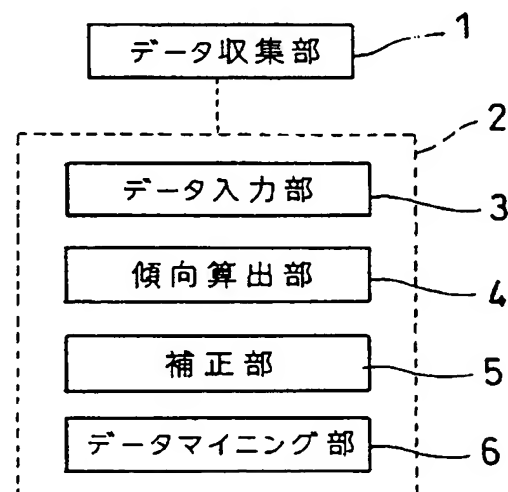 データ収集部 1
2
データ入力部 3
傾向算出部 4
補正部 5
データマイニング部 6